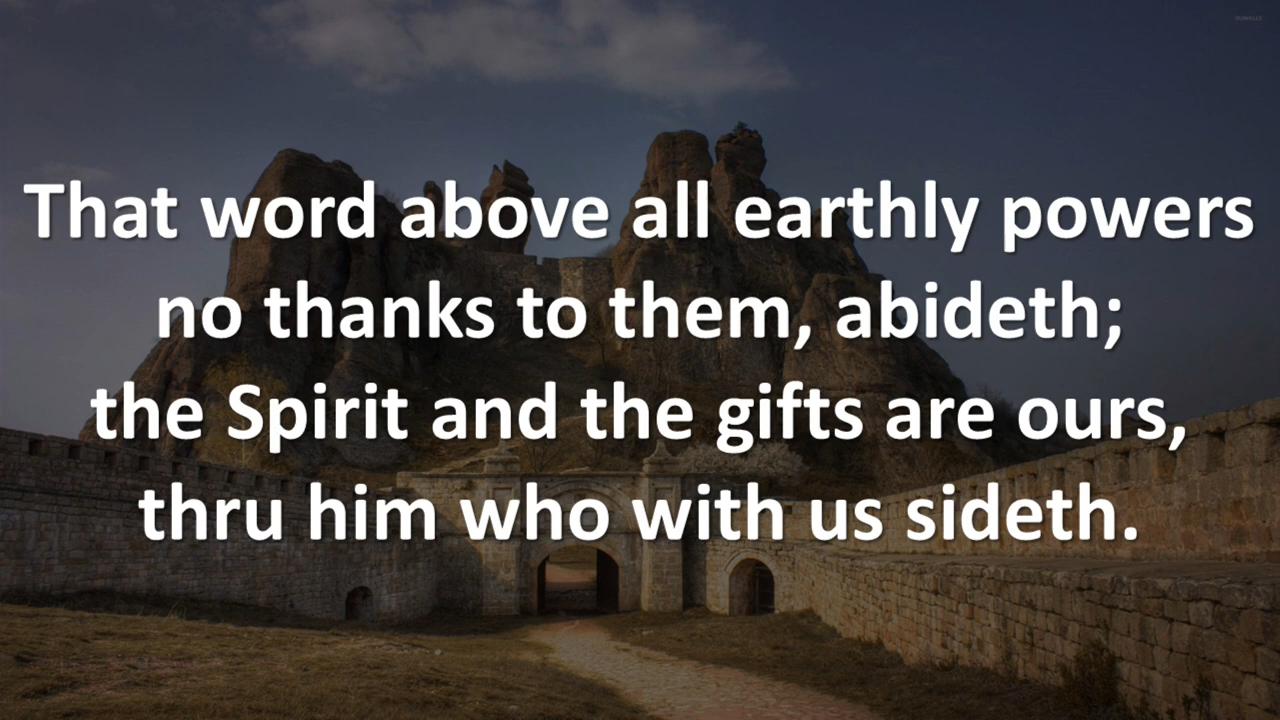 That word above all earthly powers
no thanks to them, abideth;
the Spirit and the gifts are ours,
thru him who with us sideth.